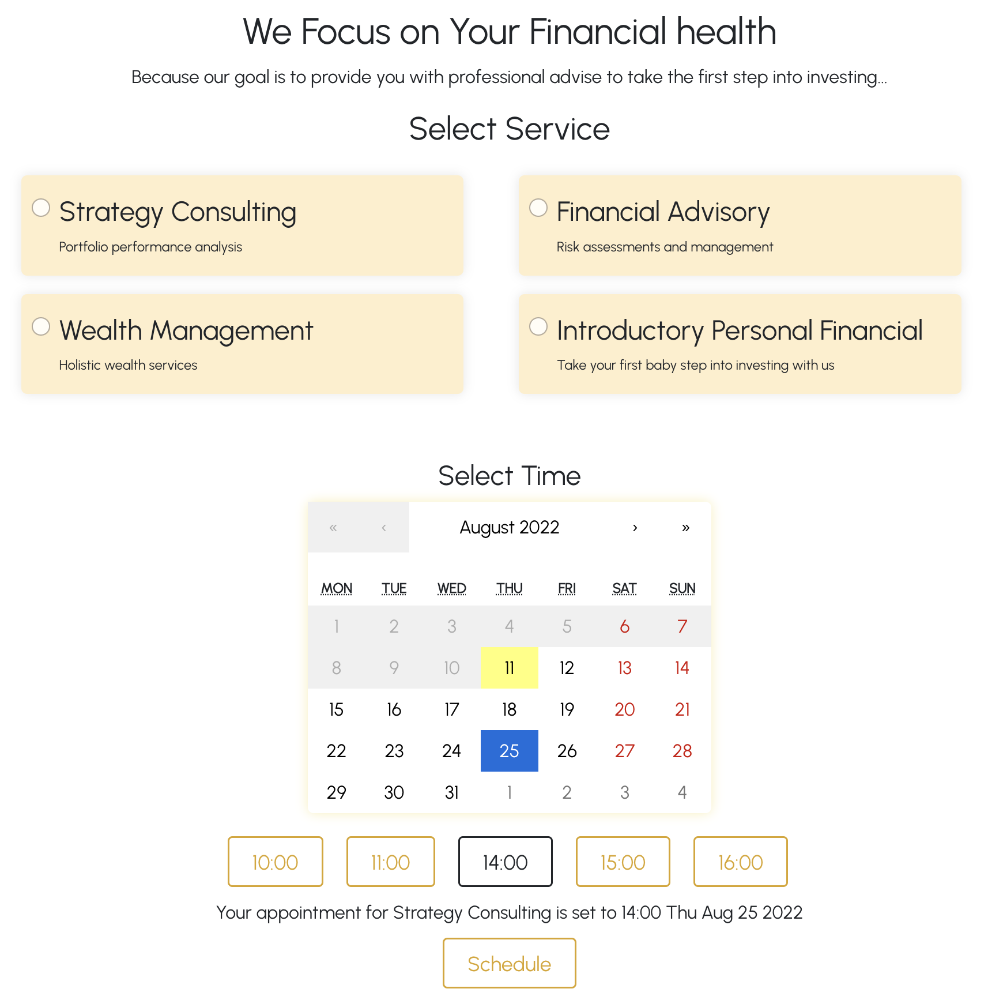 We Focus on Your Financial health
Because our goal is to provide you with professional advise to take the first step into investing...
Select Service
Strategy Consulting
Portfolio performance analysis
Financial Advisory
Risk assessments and management
Wealth Management
Holistic wealth services
Introductory Personal Financial
Take your first baby step into investing with us
Select Time
« ‹ August 2022 › »
MON TUE WED THU FRI SAT SUN
1 2 3 4 5 6 7
8 9 10 11 12 13 14
15 16 17 18 19 20 21
22 23 24 25 26 27 28
29 30 31 1 2 3 4
10:00 11:00 14:00 15:00 16:00
Your appointment for Strategy Consulting is set to 14:00 Thu Aug 25 2022
Schedule